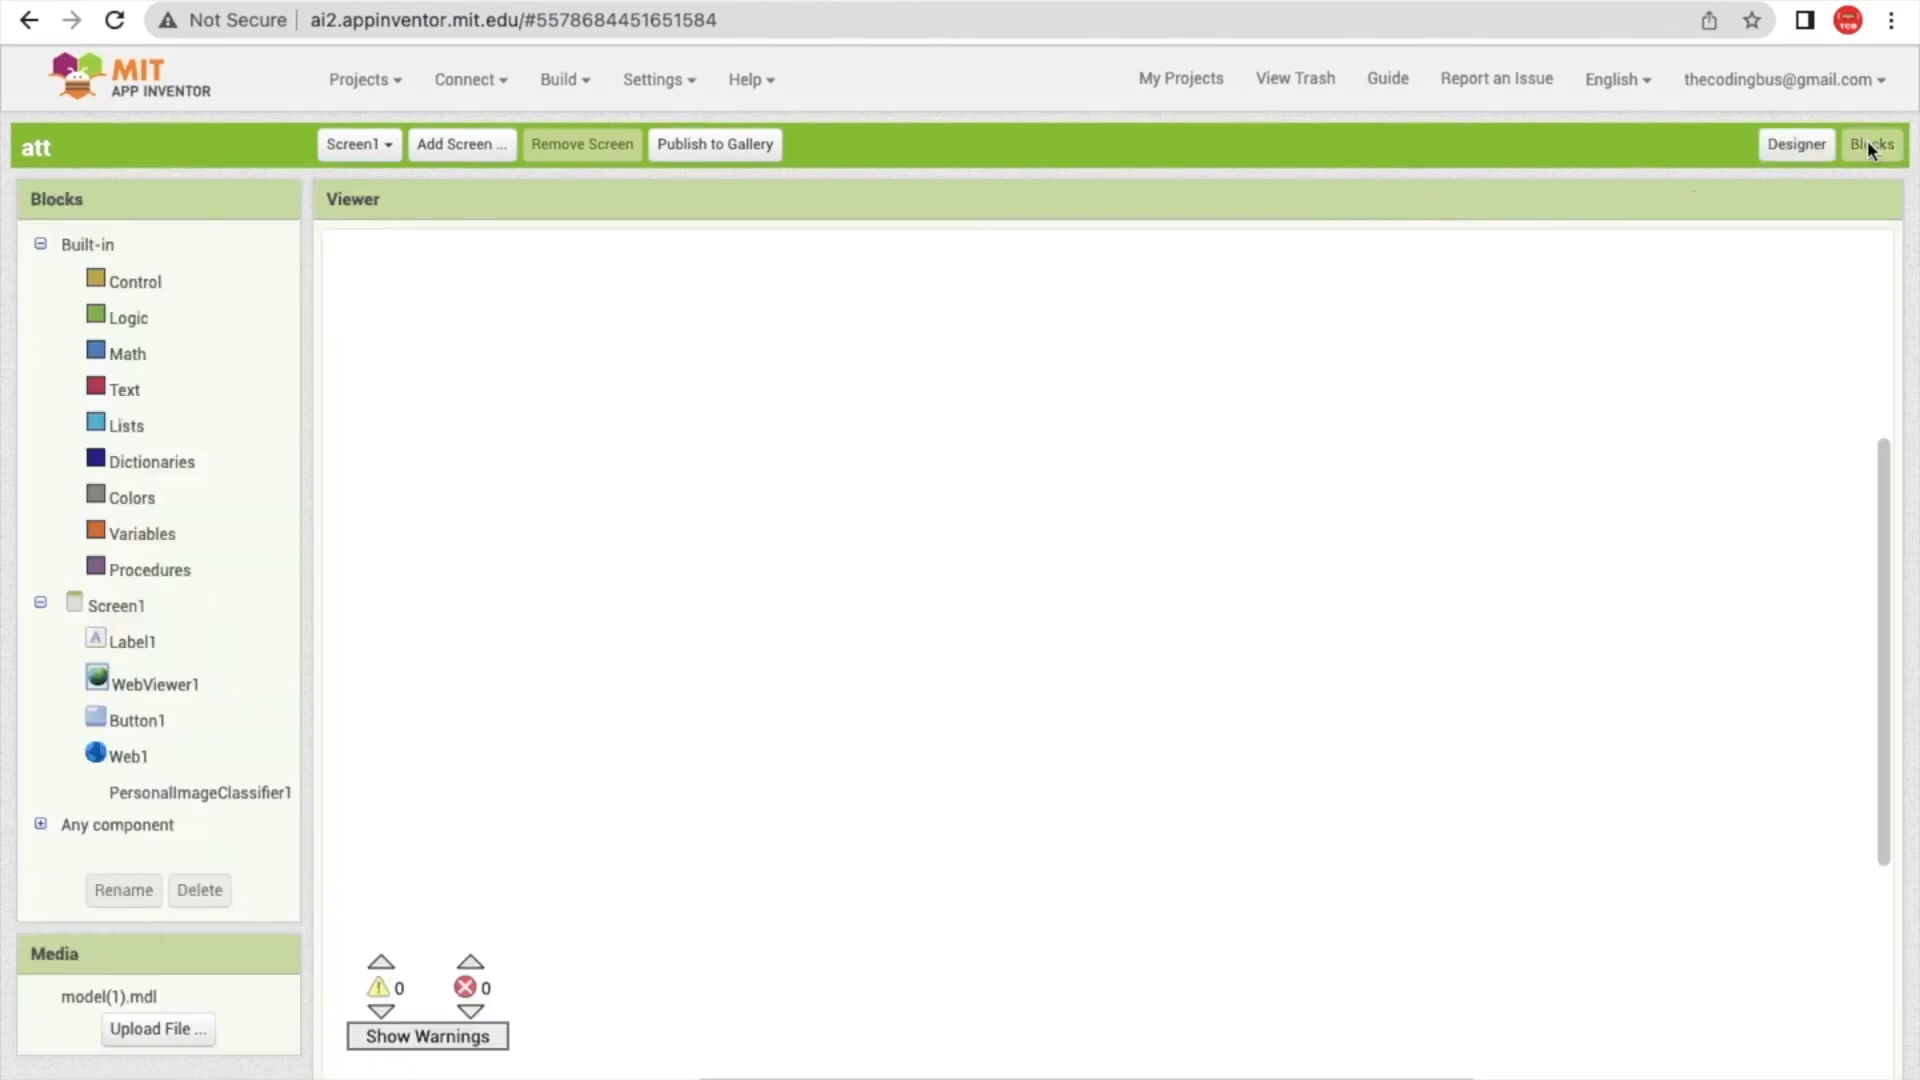 Not Secure
ai2.appinventor.mit.edu/#5578684451651584
TCB
MIT
APP INVENTOR
Projects
Connect
Build
Settings
Help
My Projects
View Trash
Guide
Report an Issue
English
thecodingbus@gmail.com
att
Screen1
Add Screen ...
Remove Screen
Publish to Gallery
Designer
Blocks
Blocks
Viewer
Built-in
Control
Logic
Math
Text
Lists
Dictionaries
Colors
Variables
Procedures
Screen1
A
Label1
WebViewer1
Button1
Web1
PersonalImageClassifier1
Any component
Rename
Delete
Media
model(1).mdl
Upload File ...
0
0
Show Warnings